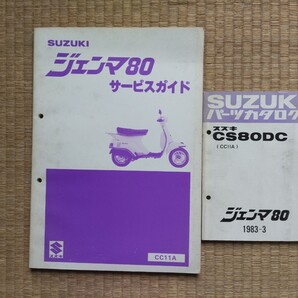 SUZUKI
ジェンマ80
サービスガイド
CC11A
SUZUKI
パーツカタログ
スズキ
CS80DC
(CC11A)
ジェンマ80
1983-3